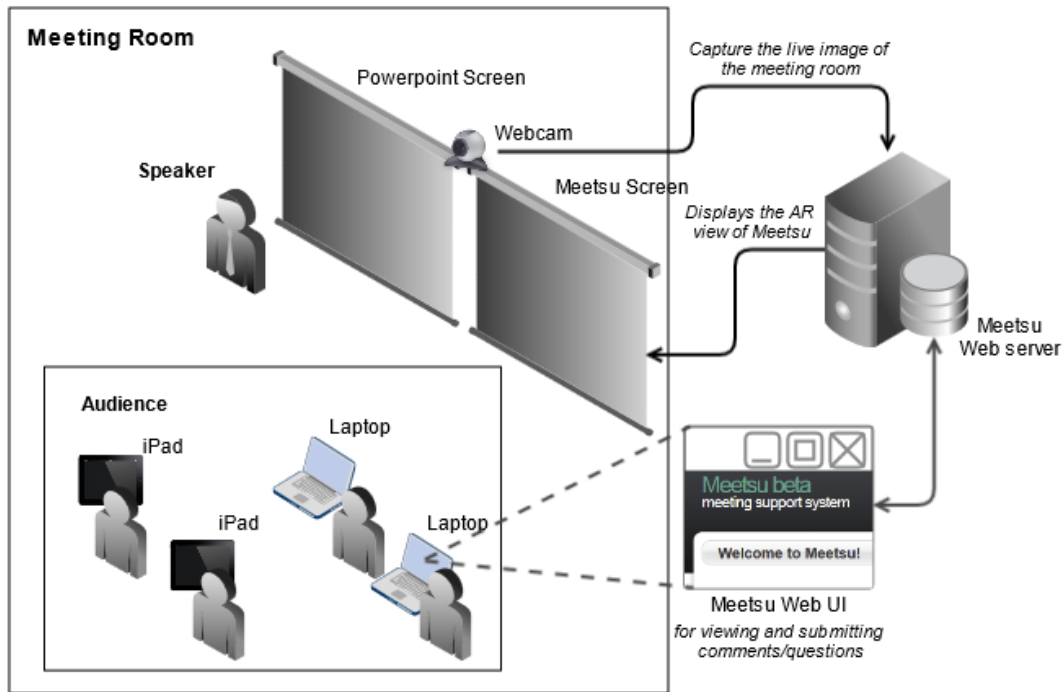 Meeting Room
Powerpoint Screen
Capture the live image of
the meeting room
Webcam
Speaker
Meetsu Screen
Displays the AR
view of Meetsu
Meetsu
Web server
Audience
iPad
Laptop
iPad
Laptop
Meetsu beta
meeting support system
Welcome to Meetsu!
Meetsu Web UI
for viewing and submitting
comments/questions